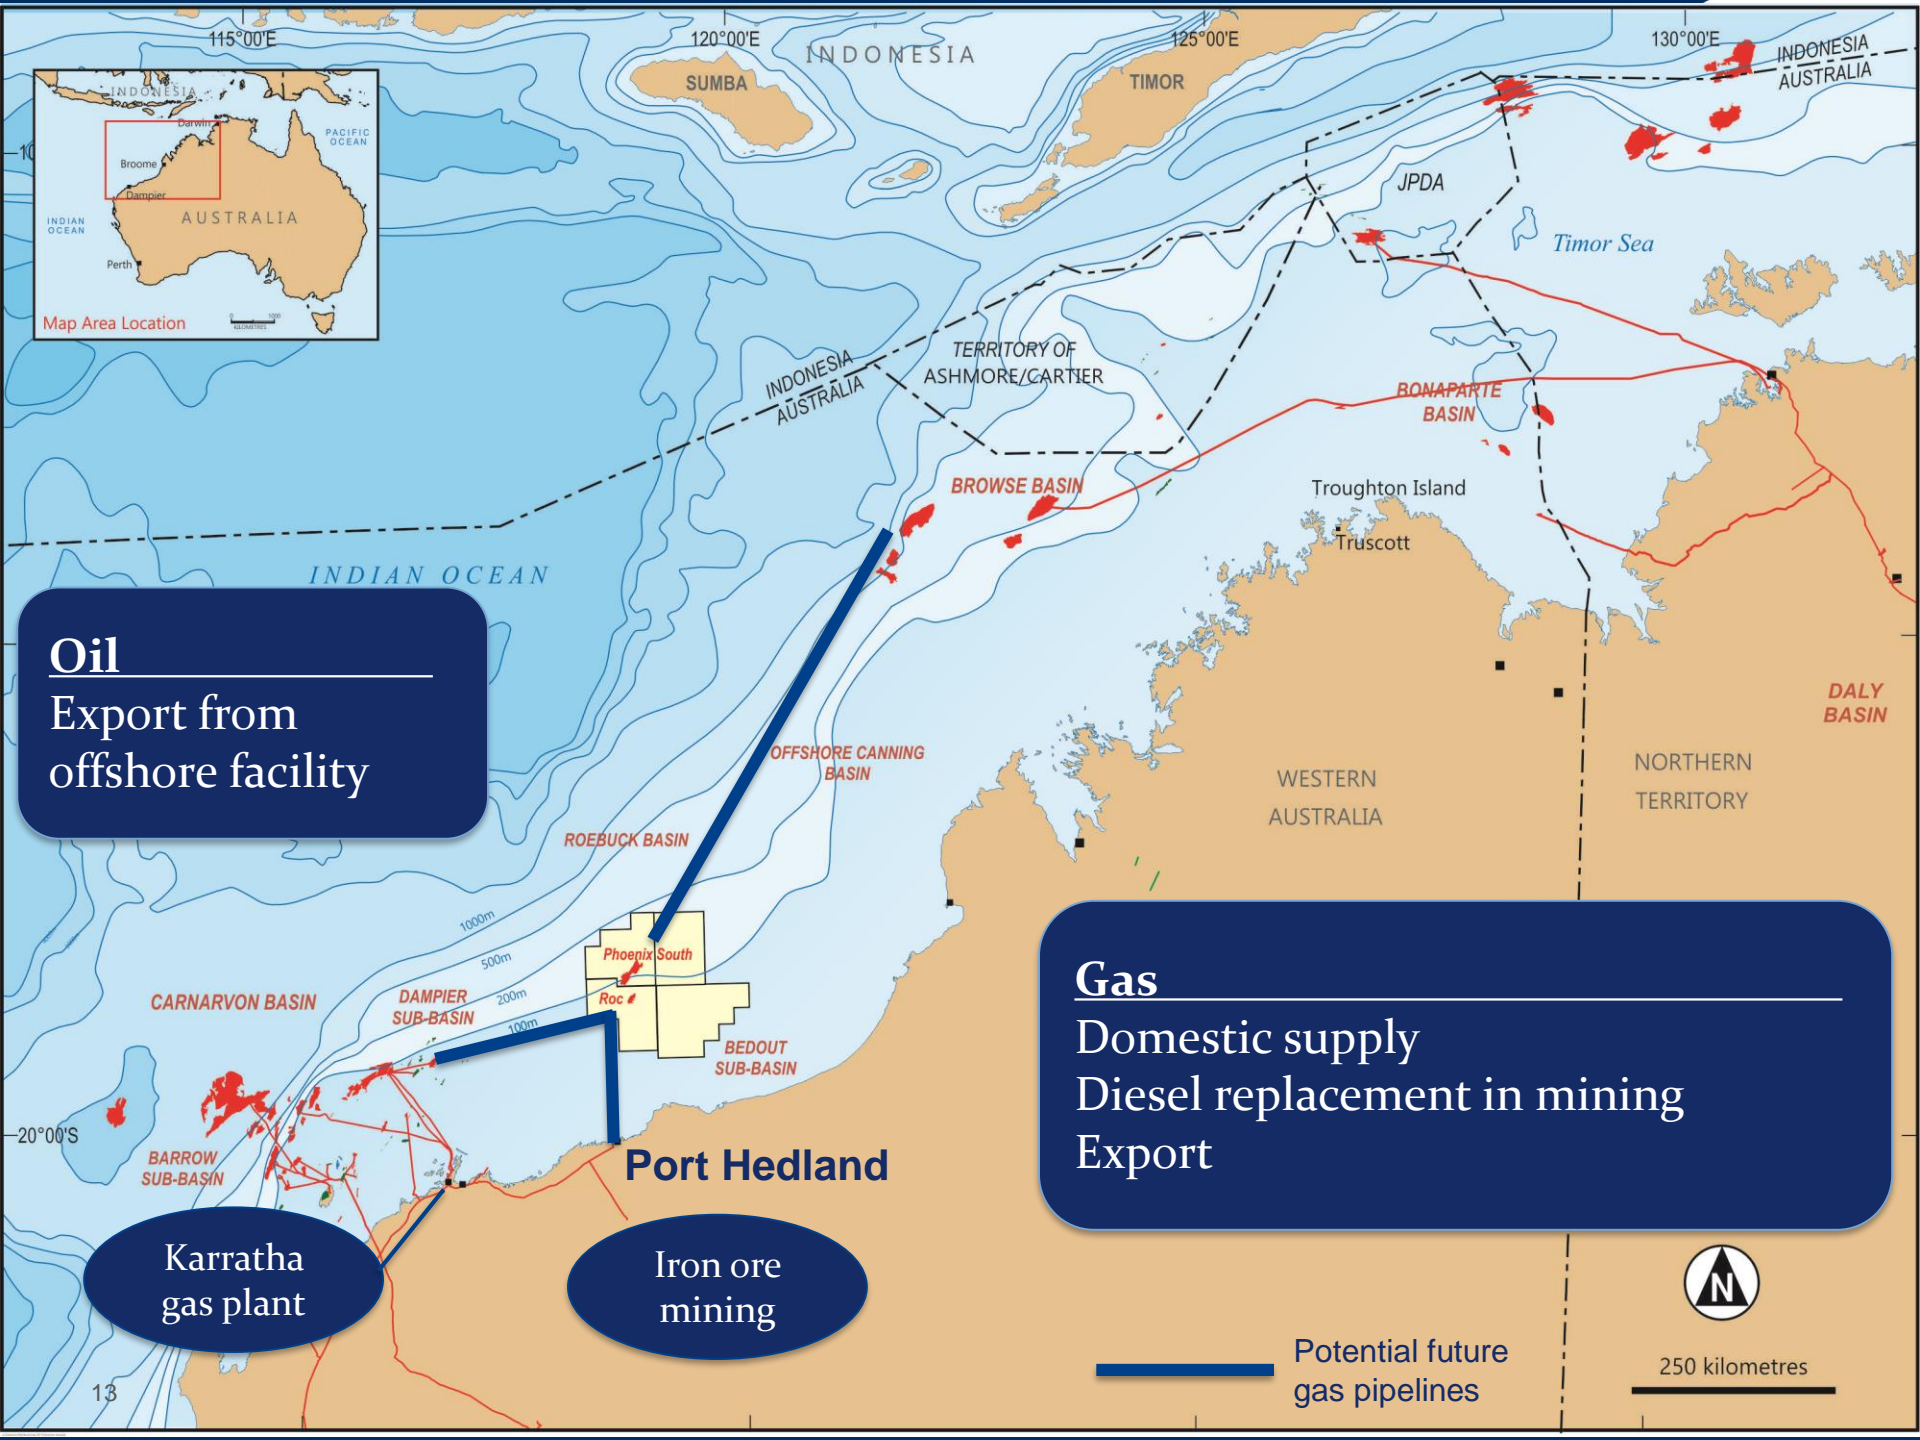 115°00'E
120°00'E
125°00'E
130°00'E
INDONESIA
SUMBA
TIMOR
INDONESIA
AUSTRALIA
INDONESIA
PACIFIC
OCEAN
Darwin
Broome
Dampier
INDIAN
OCEAN
AUSTRALIA
Perth
Map Area Location
0 1000
KILOMETRES
10
JPDA
Timor Sea
INDONESIA
AUSTRALIA
TERRITORY OF
ASHMORE/CARTIER
BONAPARTE
BASIN
BROWSE BASIN
Troughton Island
Truscott
INDIAN OCEAN
Oil
Export from
offshore facility
DALY
BASIN
OFFSHORE CANNING
BASIN
WESTERN
AUSTRALIA
NORTHERN
TERRITORY
ROEBUCK BASIN
1000m
500m
200m
100m
Phoenix South
Roc
CARNARVON BASIN
DAMPIER
SUB-BASIN
BEDOUT
SUB-BASIN
Gas
Domestic supply
Diesel replacement in mining
Export
20°00'S
BARROW
SUB-BASIN
Port Hedland
Karratha
gas plant
Iron ore
mining
N
Potential future
gas pipelines
250 kilometres
13